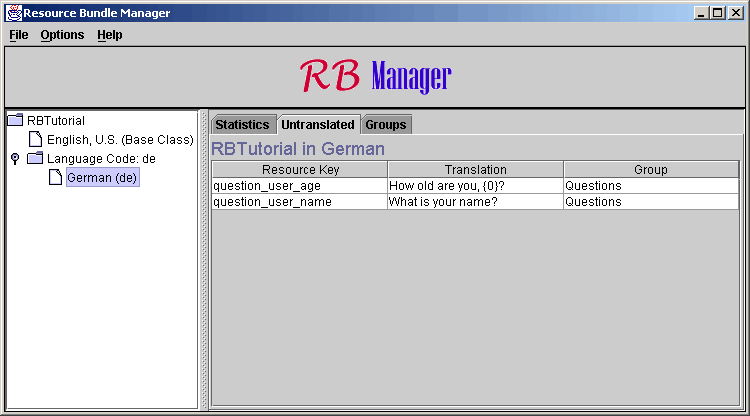 Resource Bundle Manager
File Options Help
RB Manager
RBTutorial
English, U.S. (Base Class)
Language Code: de
German (de)
Statistics Untranslated Groups
RBTutorial in German
Resource Key Translation Group
question_user_age How old are you, {0}? Questions
question_user_name What is your name? Questions